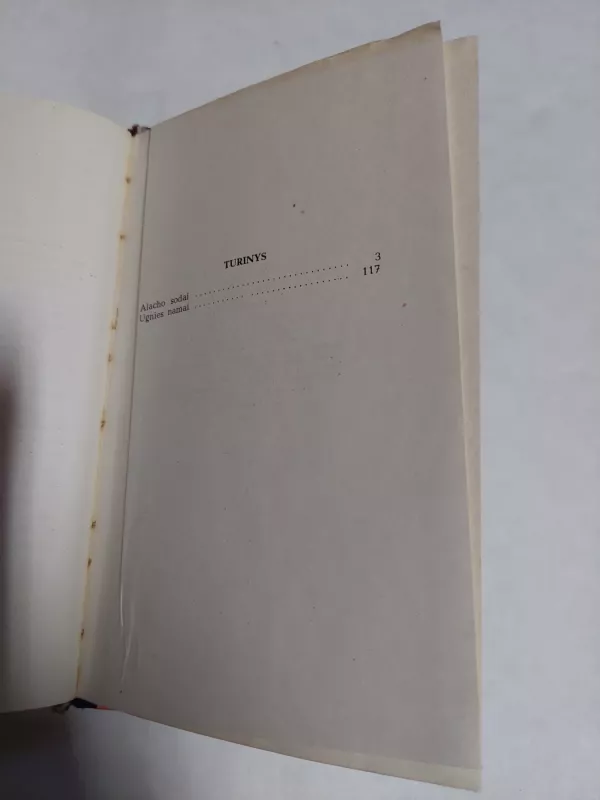 TURINYS
Alacho sodai . . . . . . . . . . . . . . . . . . . . . . . . . . . . 3
Ugnies namai . . . . . . . . . . . . . . . . . . . . . . . . . . 117